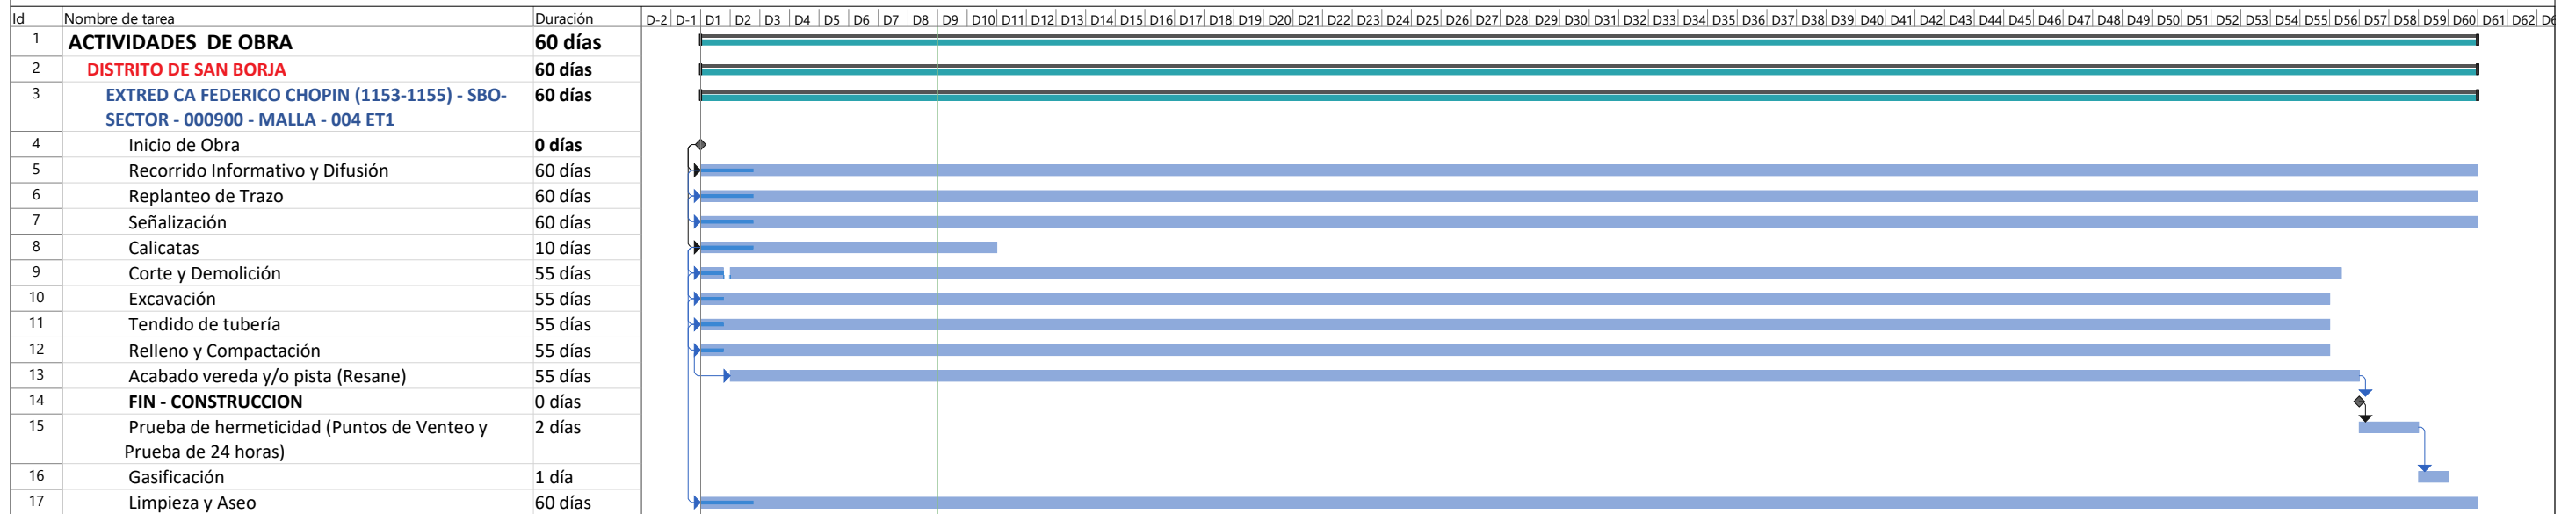 Id Nombre de tarea Duración D-2 D-1 D1 D2 D3 D4 D5 D6 D7 D8 D9 D10 D11 D12 D13 D14 D15 D16 D17 D18 D19 D20 D21 D22 D23 D24 D25 D26 D27 D28 D29 D30 D31 D32 D33 D34 D35 D36 D37 D38 D39 D40 D41 D42 D43 D44 D45 D46 D47 D48 D49 D50 D51 D52 D53 D54 D55 D56 D57 D58 D59 D60 D61 D62
1 ACTIVIDADES DE OBRA 60 días
2 DISTRITO DE SAN BORJA 60 días
3 EXTRED CA FEDERICO CHOPIN (1153-1155) - SBO- 60 días
SECTOR - 000900 - MALLA - 004 ET1
4 Inicio de Obra 0 días
5 Recorrido Informativo y Difusión 60 días
6 Replanteo de Trazo 60 días
7 Señalización 60 días
8 Calicatas 10 días
9 Corte y Demolición 55 días
10 Excavación 55 días
11 Tendido de tubería 55 días
12 Relleno y Compactación 55 días
13 Acabado vereda y/o pista (Resane) 55 días
14 FIN - CONSTRUCCION 0 días
15 Prueba de hermeticidad (Puntos de Venteo y 2 días
Prueba de 24 horas)
16 Gasificación 1 día
17 Limpieza y Aseo 60 días